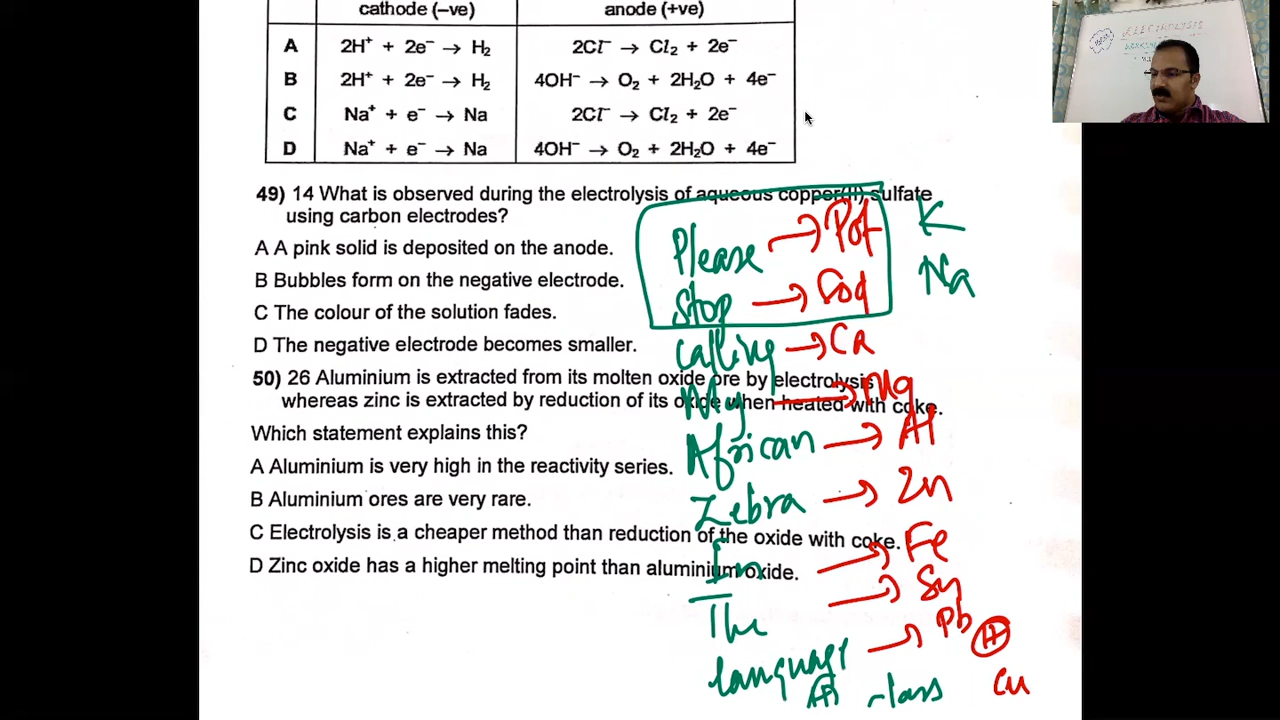 cathode (–ve) anode (+ve)
A 2H⁺ + 2e⁻ → H₂ 2Cl⁻ → Cl₂ + 2e⁻
B 2H⁺ + 2e⁻ → H₂ 4OH⁻ → O₂ + 2H₂O + 4e⁻
C Na⁺ + e⁻ → Na 2Cl⁻ → Cl₂ + 2e⁻
D Na⁺ + e⁻ → Na 4OH⁻ → O₂ + 2H₂O + 4e⁻
49) 14 What is observed during the electrolysis of aqueous copper(II) sulfate
using carbon electrodes?
A A pink solid is deposited on the anode.
B Bubbles form on the negative electrode.
C The colour of the solution fades.
D The negative electrode becomes smaller.
50) 26 Aluminium is extracted from its molten oxide ore by electrolysis
whereas zinc is extracted by reduction of its oxide when heated with coke.
Which statement explains this?
A Aluminium is very high in the reactivity series.
B Aluminium ores are very rare.
C Electrolysis is a cheaper method than reduction of the oxide with coke.
D Zinc oxide has a higher melting point than aluminium oxide.
Please → Pot K
Stop → Sod Na
calling → Ca
My → Mg
African → Al
Zebra → Zn
In → Fe
The → Sn
language → Pb H
class Cu
ELECTROLYSIS